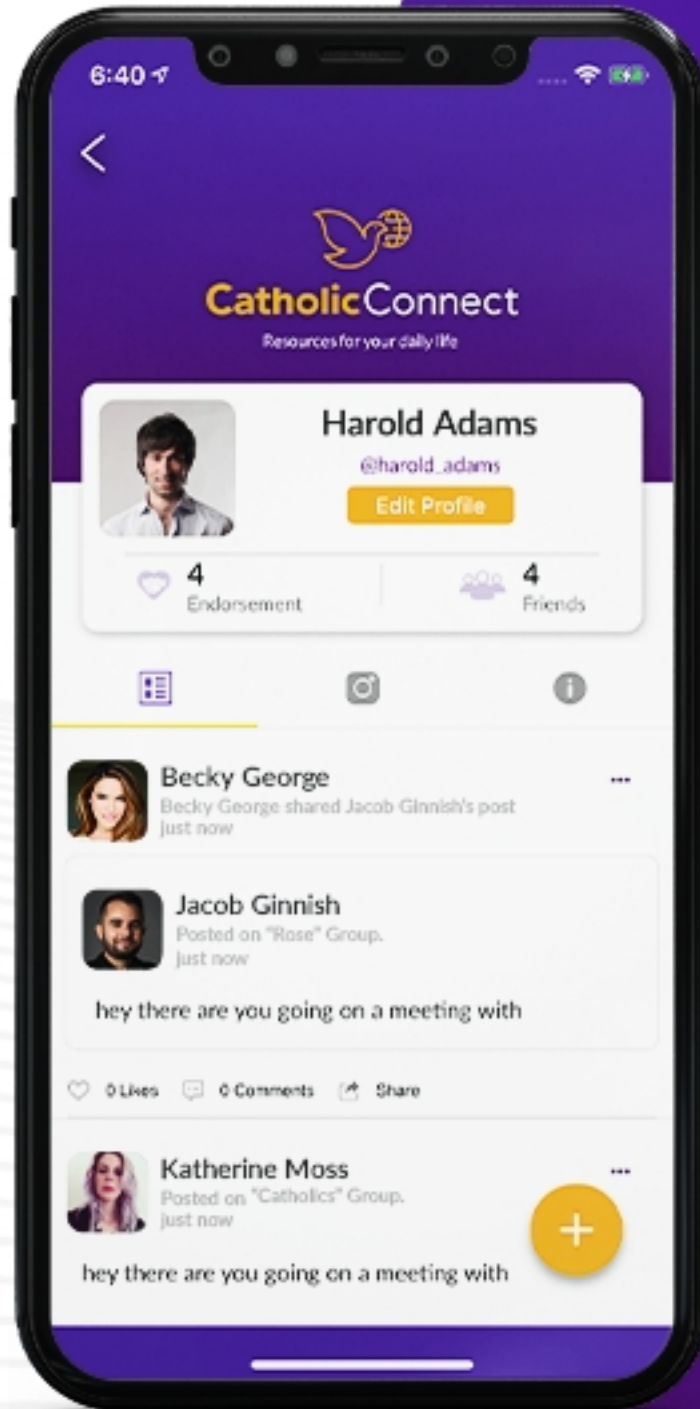 6:40
CatholicConnect
Resources for your daily life
Harold Adams
@harold_adams
Edit Profile
4
Endorsement
4
Friends
Becky George
Becky George shared Jacob Ginnish's post
just now
Jacob Ginnish
Posted on "Rose" Group.
just now
hey there are you going on a meeting with
0 Likes 0 Comments Share
Katherine Moss
Posted on "Catholics" Group.
just now
hey there are you going on a meeting with